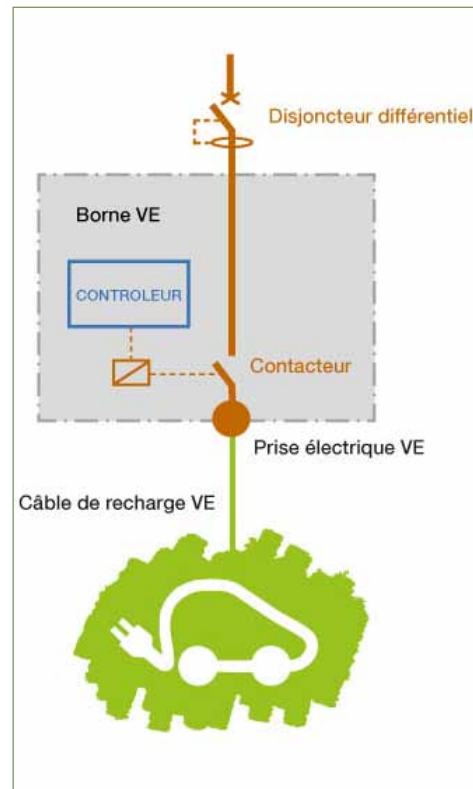 Disjoncteur différentiel
Borne VE
CONTROLEUR
Contacteur
Prise électrique VE
Câble de recharge VE